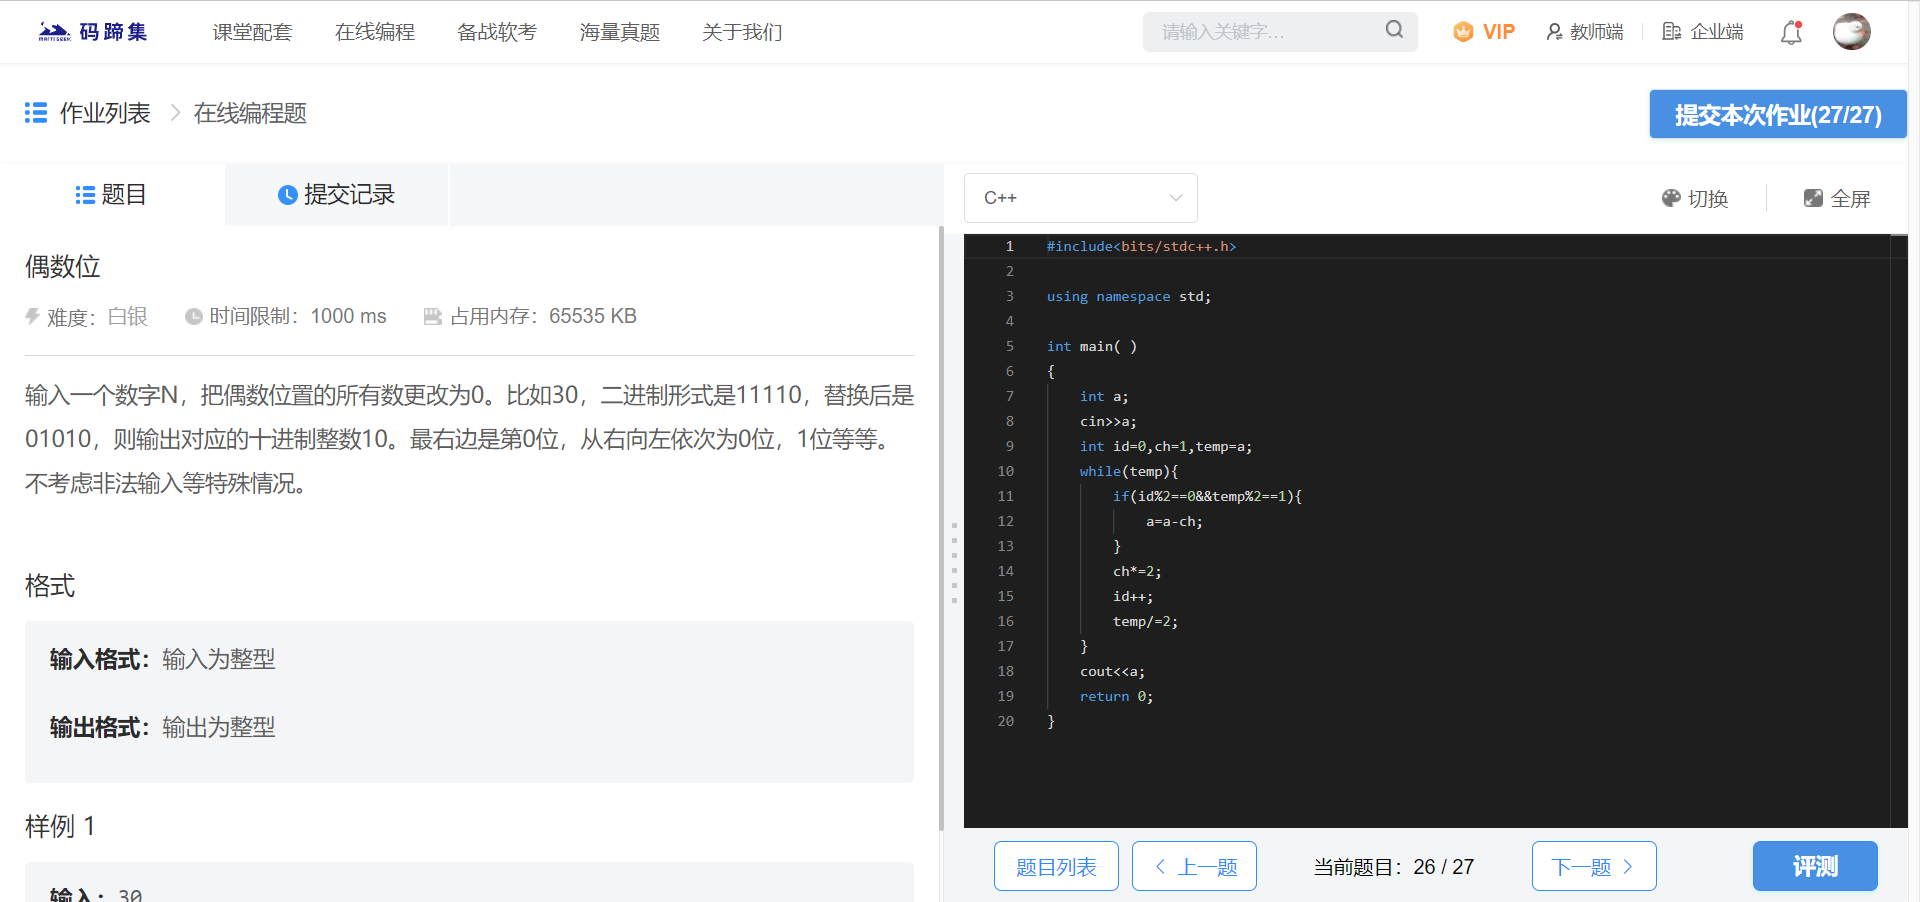 MAITI GEEK 码蹄集 课堂配套 在线编程 备战软考 海量真题 关于我们 请输入关键字... VIP 教师端 企业端
作业列表 > 在线编程题 提交本次作业(27/27)
题目 提交记录
偶数位
难度：白银 时间限制：1000 ms 占用内存：65535 KB
输入一个数字N，把偶数位置的所有数更改为0。比如30，二进制形式是11110，替换后是
01010，则输出对应的十进制整数10。最右边是第0位，从右向左依次为0位，1位等等。
不考虑非法输入等特殊情况。
格式
输入格式：输入为整型
输出格式：输出为整型
样例 1
输入：30
C++ 切换 全屏
1 #include<bits/stdc++.h>
2
3 using namespace std;
4
5 int main( )
6 {
7 int a;
8 cin>>a;
9 int id=0,ch=1,temp=a;
10 while(temp){
11 if(id%2==0&&temp%2==1){
12 a=a-ch;
13 }
14 ch*=2;
15 id++;
16 temp/=2;
17 }
18 cout<<a;
19 return 0;
20 }
题目列表 < 上一题 当前题目：26 / 27 下一题 > 评测